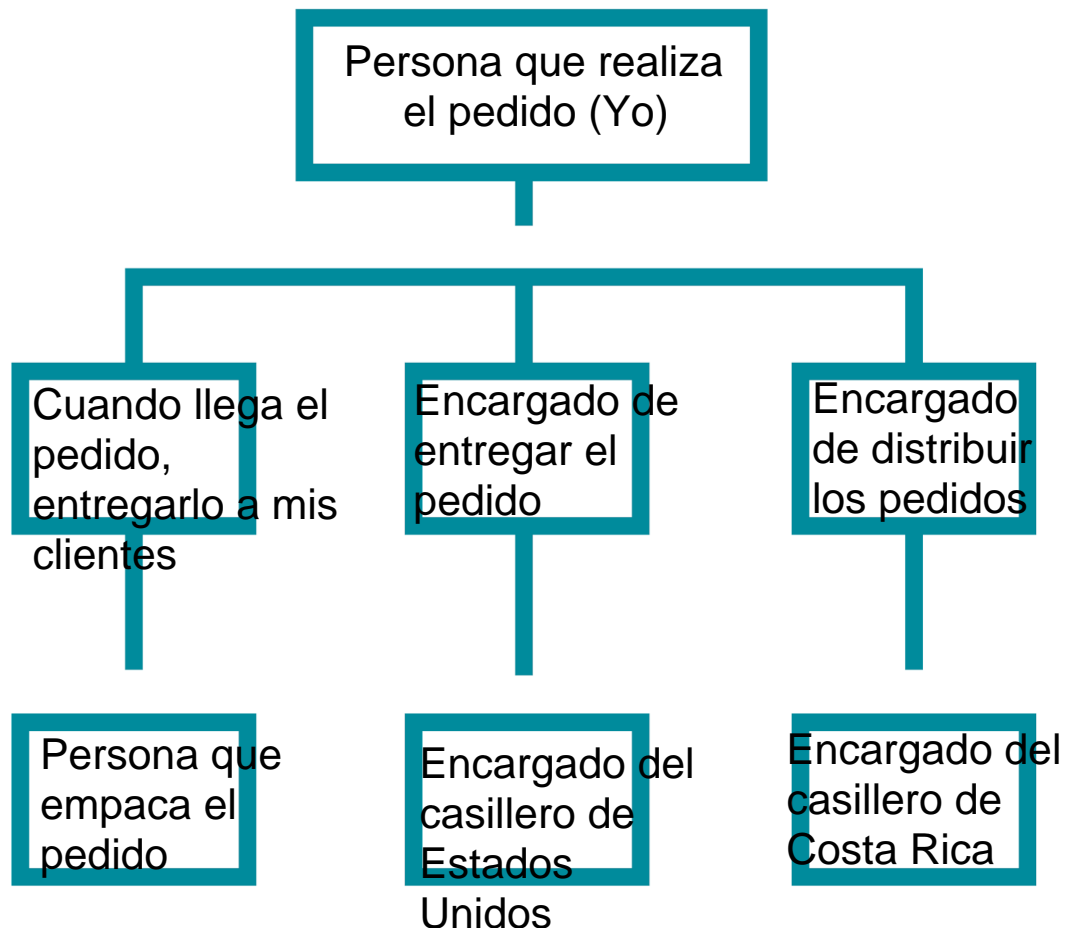 Persona que realiza
el pedido (Yo)
Cuando llega el
pedido,
entregarlo a mis
clientes
Encargado de
entregar el
pedido
Encargado
de distribuir
los pedidos
Persona que
empaca el
pedido
Encargado del
casillero de
Estados
Unidos
Encargado del
casillero de
Costa Rica